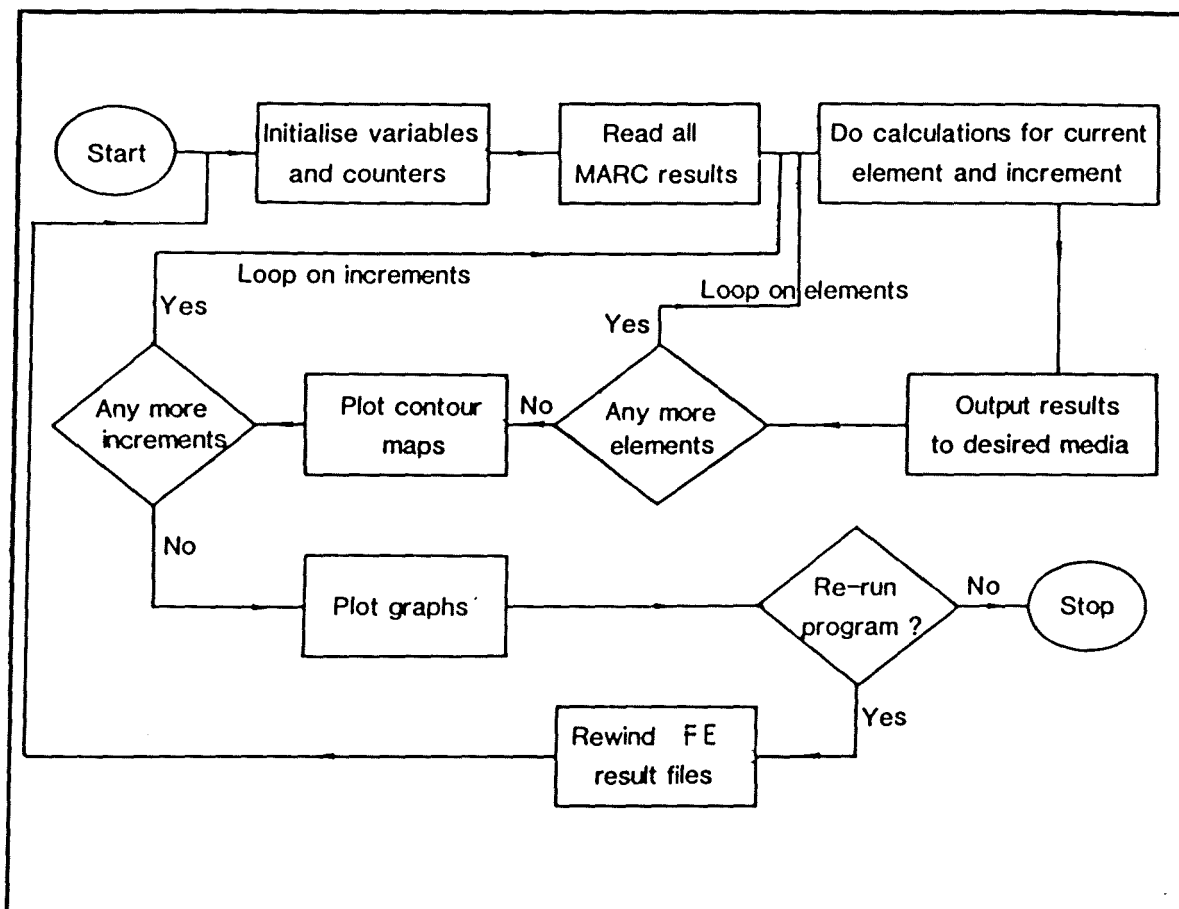 Start
Initialise variables
and counters
Read all
MARC results
Do calculations for current
element and increment
Loop on increments
Loop on elements
Yes
Yes
Any more
increments
Plot contour
maps
No
Any more
elements
Output results
to desired media
No
Plot graphs
Re-run
program ?
No
Stop
Yes
Rewind FE
result files